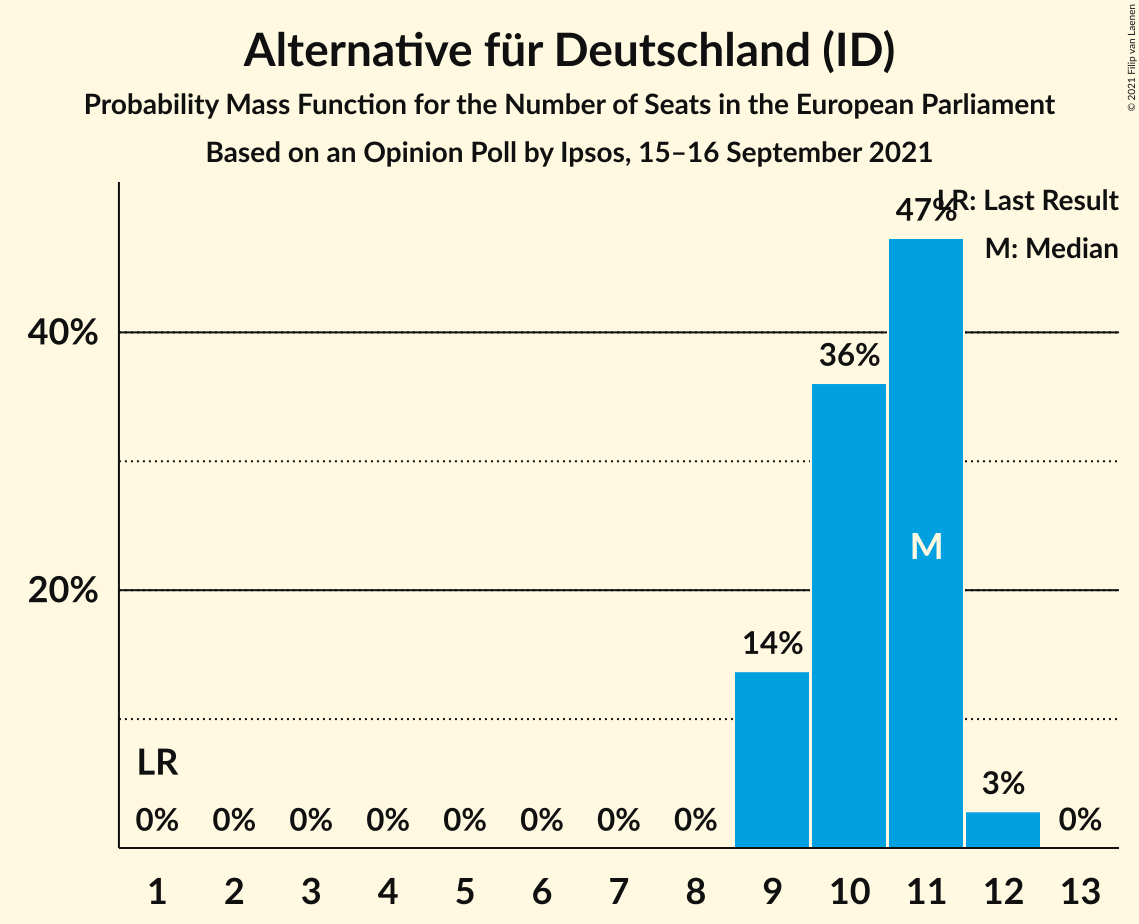 Alternative für Deutschland (ID)
Probability Mass Function for the Number of Seats in the European Parliament
Based on an Opinion Poll by Ipsos, 15–16 September 2021
© 2021 Filip van Laenen
LR: Last Result
M: Median
47%
40%
36%
M
20%
14%
LR
3%
0% 0% 0% 0% 0% 0% 0% 0% 0%
1 2 3 4 5 6 7 8 9 10 11 12 13